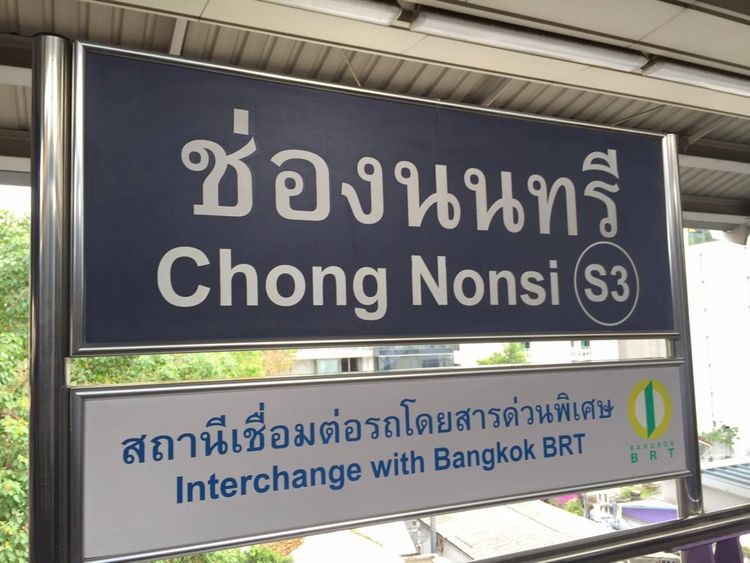 ช่องนนทรี
Chong Nonsi S3
สถานีเชื่อมต่อรถโดยสารด่วนพิเศษ
Interchange with Bangkok BRT
BANGKOK
BRT